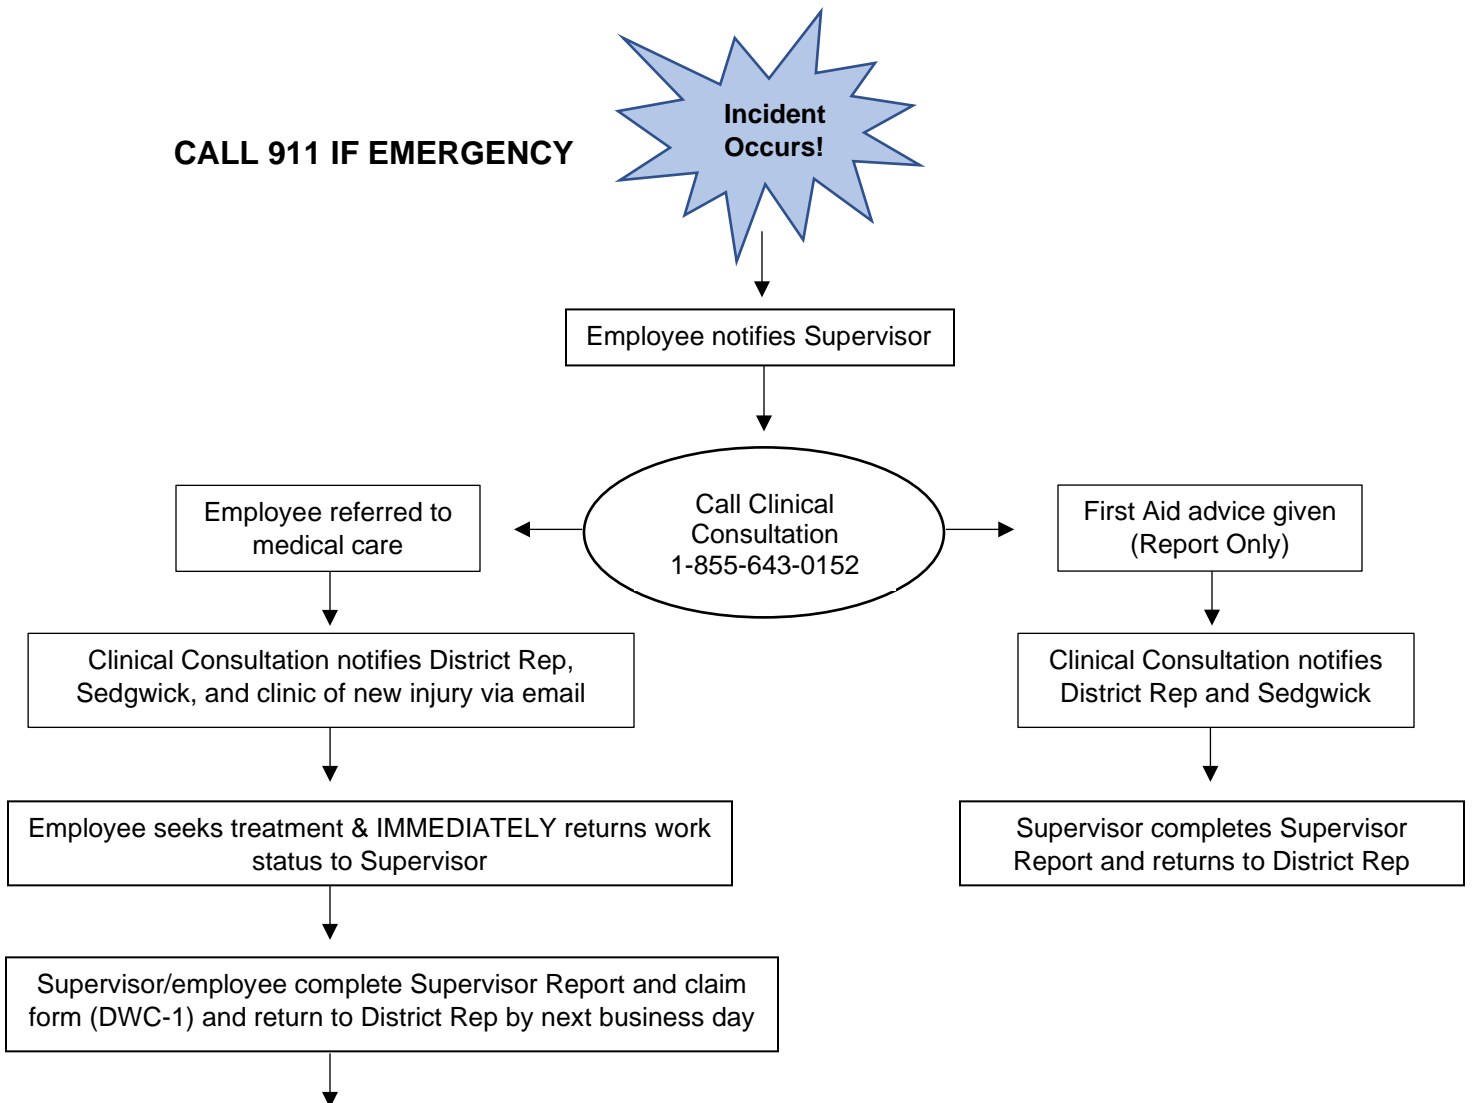 Incident
Occurs!
CALL 911 IF EMERGENCY
Employee notifies Supervisor
Call Clinical
Consultation
1-855-643-0152
Employee referred to
medical care
First Aid advice given
(Report Only)
Clinical Consultation notifies District Rep,
Sedgwick, and clinic of new injury via email
Clinical Consultation notifies
District Rep and Sedgwick
Employee seeks treatment & IMMEDIATELY returns work
status to Supervisor
Supervisor completes Supervisor
Report and returns to District Rep
Supervisor/employee complete Supervisor Report and claim
form (DWC-1) and return to District Rep by next business day